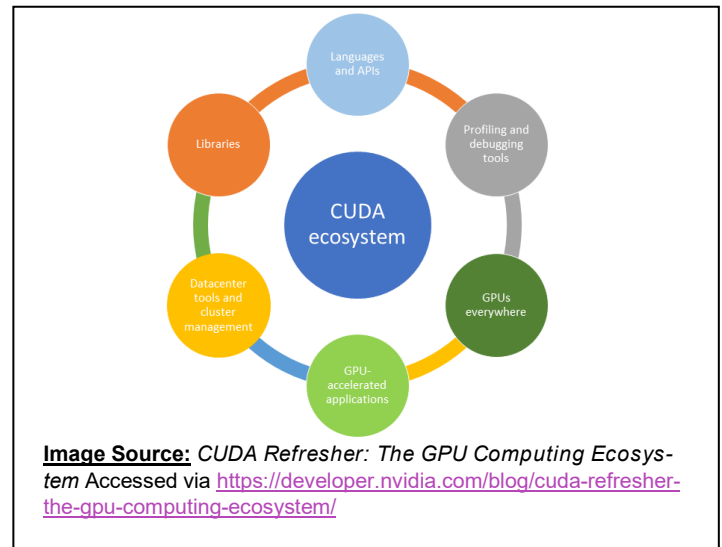 Languages
and APIs
Profiling and
debugging
tools
GPUs
everywhere
GPU-
accelerated
applications
Datacenter
tools and
cluster
management
Libraries
CUDA
ecosystem
Image Source: CUDA Refresher: The GPU Computing Ecosys-
tem Accessed via https://developer.nvidia.com/blog/cuda-refresher-
the-gpu-computing-ecosystem/